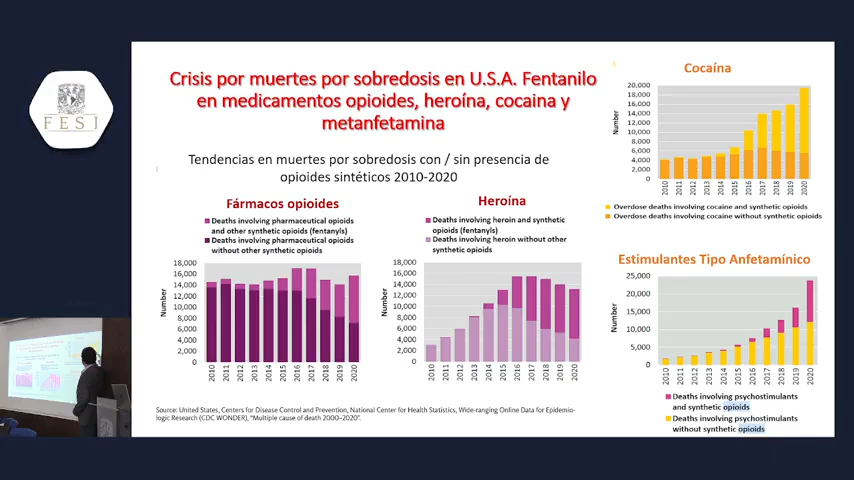 FESI
Crisis por muertes por sobredosis en U.S.A. Fentanilo
en medicamentos opioides, heroína, cocaina y
metanfetamina
Tendencias en muertes por sobredosis con / sin presencia de
opioides sintéticos 2010-2020
Fármacos opioides
Deaths involving pharmaceutical opioids
and other synthetic opioids (fentanyls)
Deaths involving pharmaceutical opioids
without other synthetic opioids
18,000
16,000
14,000
12,000
10,000
8,000
6,000
4,000
2,000
0
Number
2010 2011 2012 2013 2014 2015 2016 2017 2018 2019 2020
Heroína
Deaths involving heroin and synthetic
opioids (fentanyls)
Deaths involving heroin without other
synthetic opioids
18,000
16,000
14,000
12,000
10,000
8,000
6,000
4,000
2,000
0
Number
2010 2011 2012 2013 2014 2015 2016 2017 2018 2019 2020
Cocaína
20,000
18,000
16,000
14,000
12,000
10,000
8,000
6,000
4,000
2,000
0
Number
2010 2011 2012 2013 2014 2015 2016 2017 2018 2019 2020
Overdose deaths involving cocaine and synthetic opioids
Overdose deaths involving cocaine without synthetic opioids
Estimulantes Tipo Anfetamínico
25,000
20,000
15,000
10,000
5,000
0
Number
2010 2011 2012 2013 2014 2015 2016 2017 2018 2019 2020
Deaths involving psychostimulants
and synthetic opioids
Deaths involving psychostimulants
without synthetic opioids
Source: United States, Centers for Disease Control and Prevention, National Center for Health Statistics, Wide-ranging Online Data for Epidemio-
logic Research (CDC WONDER), "Multiple cause of death 2000–2020".